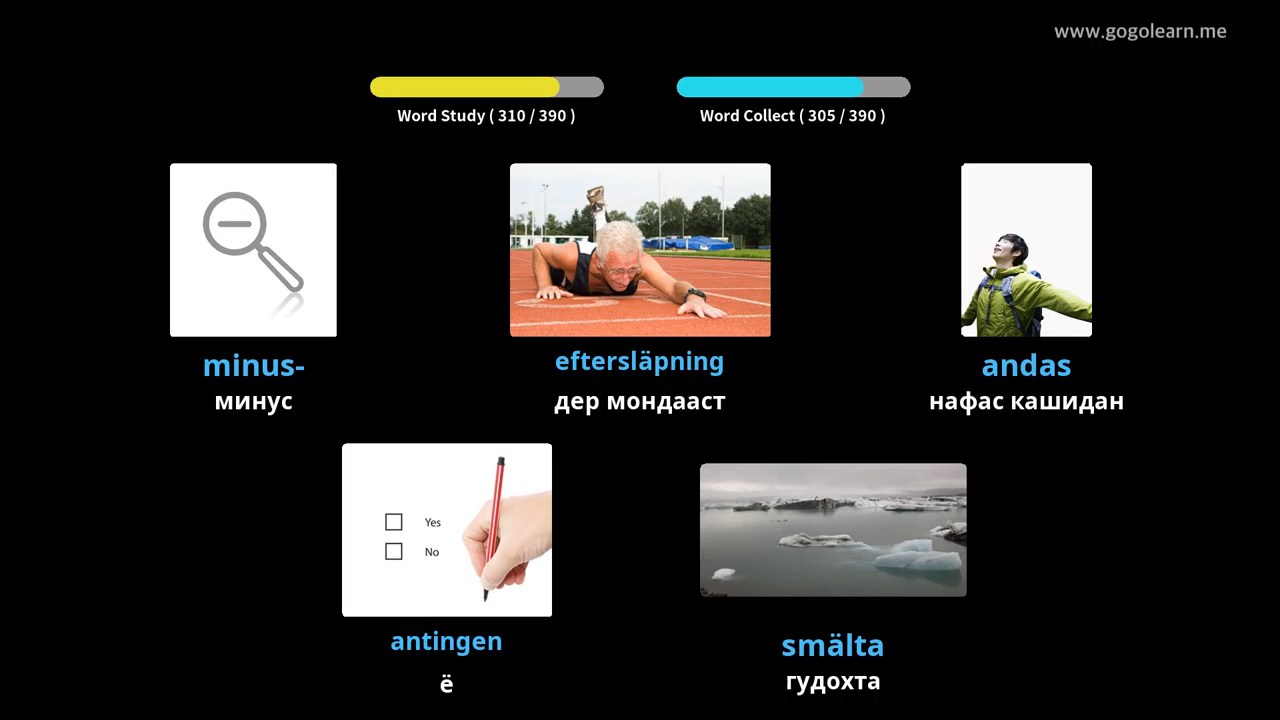 www.gogolearn.me
Word Study ( 310 / 390 )
Word Collect ( 305 / 390 )
minus-
минус
eftersläpning
дер мондааст
andas
нафас кашидан
Yes
No
antingen
ё
smälta
гудохта